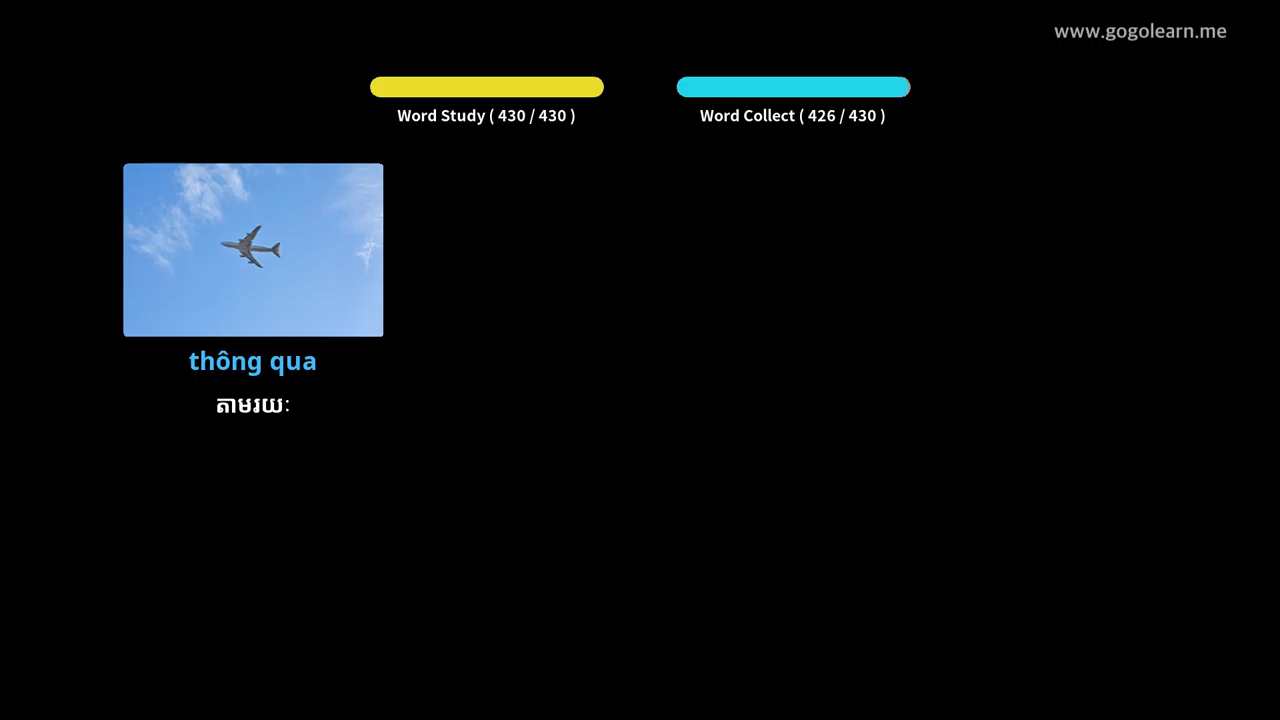 www.gogolearn.me
Word Study ( 430 / 430 )
Word Collect ( 426 / 430 )
thông qua
តាមរយៈ